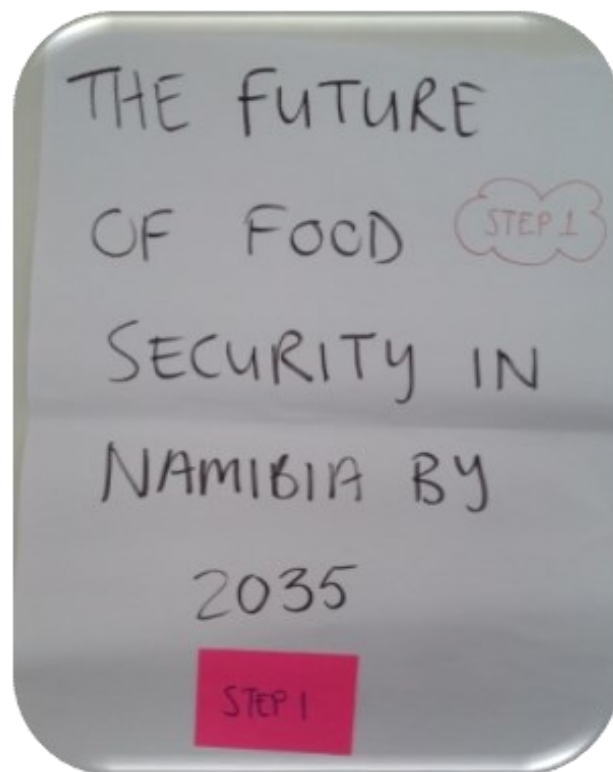 THE FUTURE
OF FOOD
STEP 1
SECURITY IN
NAMIBIA BY
2035
STEP 1